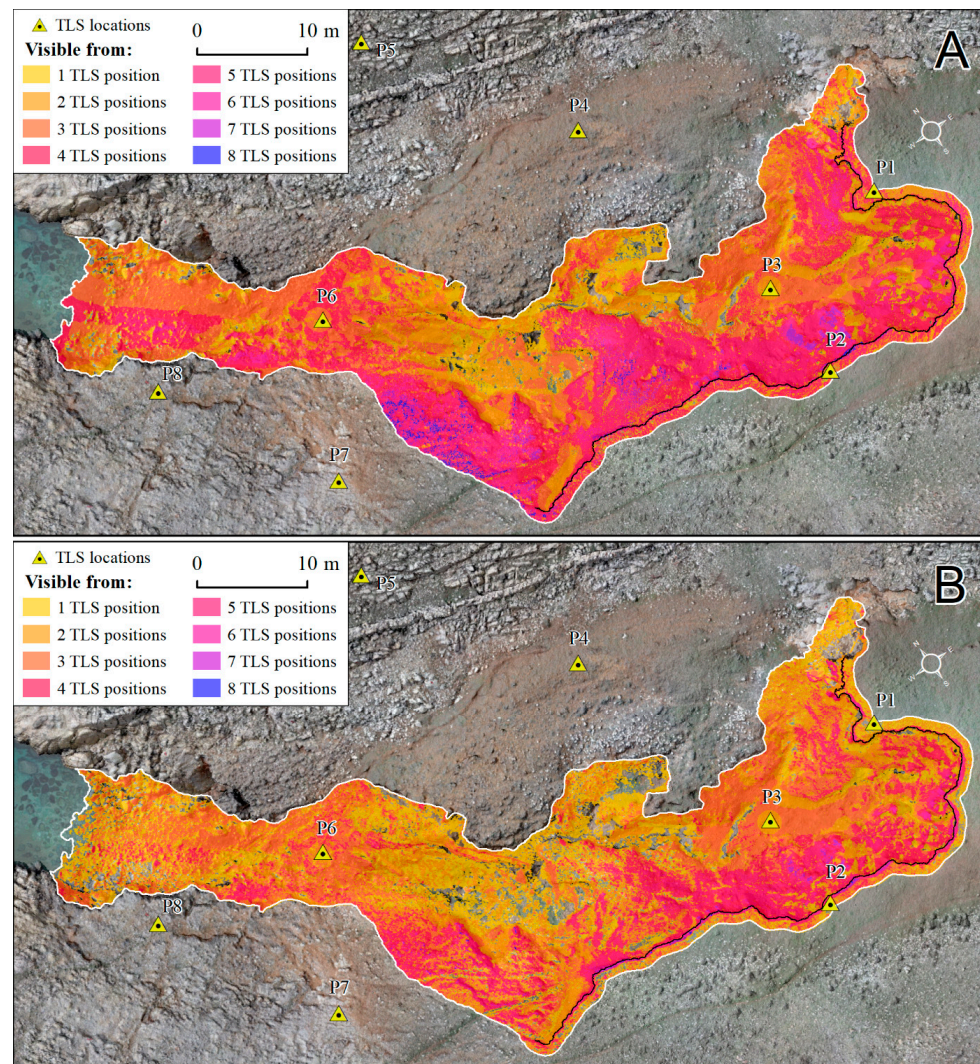 TLS locations
Visible from:
0 10 m
1 TLS position
2 TLS positions
3 TLS positions
4 TLS positions
5 TLS positions
6 TLS positions
7 TLS positions
8 TLS positions
A
P5
P4
P1
P3
P6
P2
P8
P7
N
E
S
W
TLS locations
Visible from:
0 10 m
1 TLS position
2 TLS positions
3 TLS positions
4 TLS positions
5 TLS positions
6 TLS positions
7 TLS positions
8 TLS positions
B
P5
P4
P1
P3
P6
P2
P8
P7
N
E
S
W